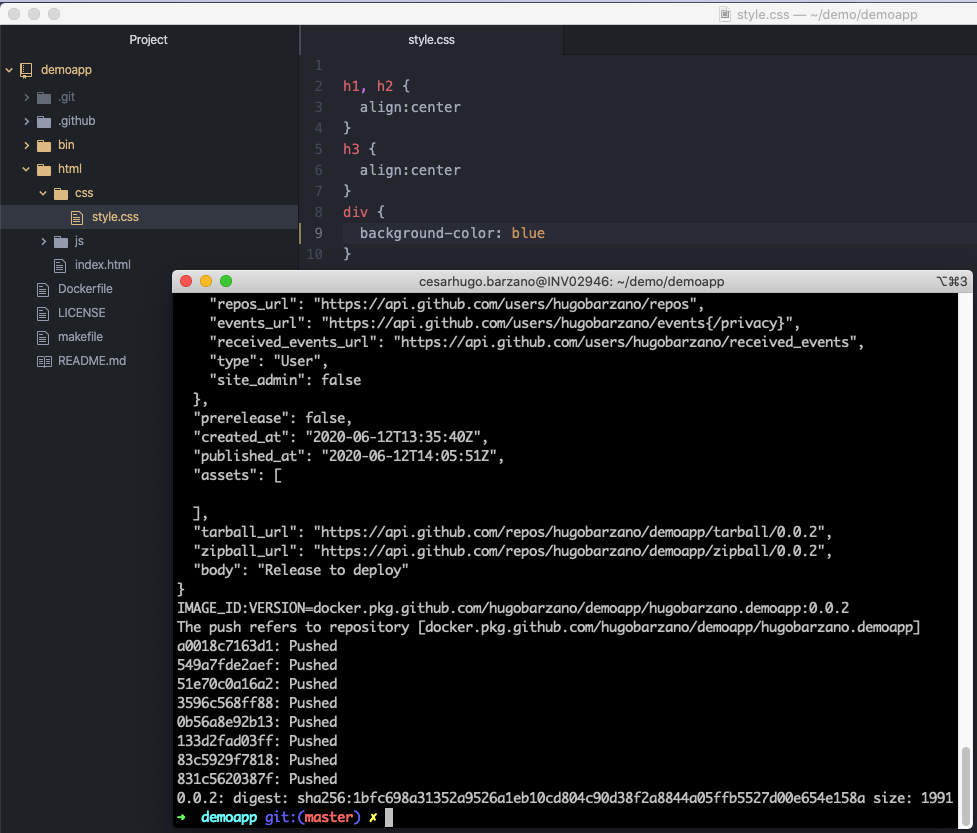 style.css — ~/demo/demoapp
Project
style.css
demoapp
.git
.github
bin
html
css
style.css
js
index.html
Dockerfile
LICENSE
makefile
README.md
1
2 h1, h2 {
3 align:center
4 }
5 h3 {
6 align:center
7 }
8 div {
9 background-color: blue
10 }
cesarhugo.barzano@INV02946: ~/demo/demoapp
⌥⌘3
"repos_url": "https://api.github.com/users/hugobarzano/repos",
"events_url": "https://api.github.com/users/hugobarzano/events{/privacy}",
"received_events_url": "https://api.github.com/users/hugobarzano/received_events",
"type": "User",
"site_admin": false
},
"prerelease": false,
"created_at": "2020-06-12T13:35:40Z",
"published_at": "2020-06-12T14:05:51Z",
"assets": [
],
"tarball_url": "https://api.github.com/repos/hugobarzano/demoapp/tarball/0.0.2",
"zipball_url": "https://api.github.com/repos/hugobarzano/demoapp/zipball/0.0.2",
"body": "Release to deploy"
}
IMAGE_ID:VERSION=docker.pkg.github.com/hugobarzano/demoapp/hugobarzano.demoapp:0.0.2
The push refers to repository [docker.pkg.github.com/hugobarzano/demoapp/hugobarzano.demoapp]
a0018c7163d1: Pushed
549a7fde2aef: Pushed
51e70c0a16a2: Pushed
3596c568ff88: Pushed
0b56a8e92b13: Pushed
133d2fad03ff: Pushed
83c5929f7818: Pushed
831c5620387f: Pushed
0.0.2: digest: sha256:1bfc698a31352a9526a1eb10cd804c90d38f2a8844a05ffb5527d00e654e158a size: 1991
➜ demoapp git:(master) ✗